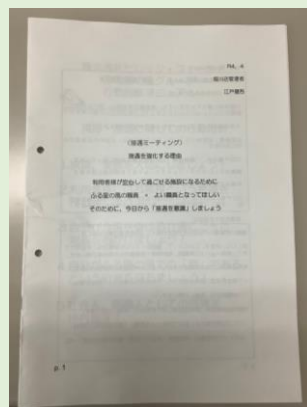 （接遇ミーティング）
接遇を強化する理由
利用者様が安心して過ごせる施設になるために
ふる里の風の職員 ・ よい職員となってほしい
そのために、今日から「接遇を意識」しましょう
p 1